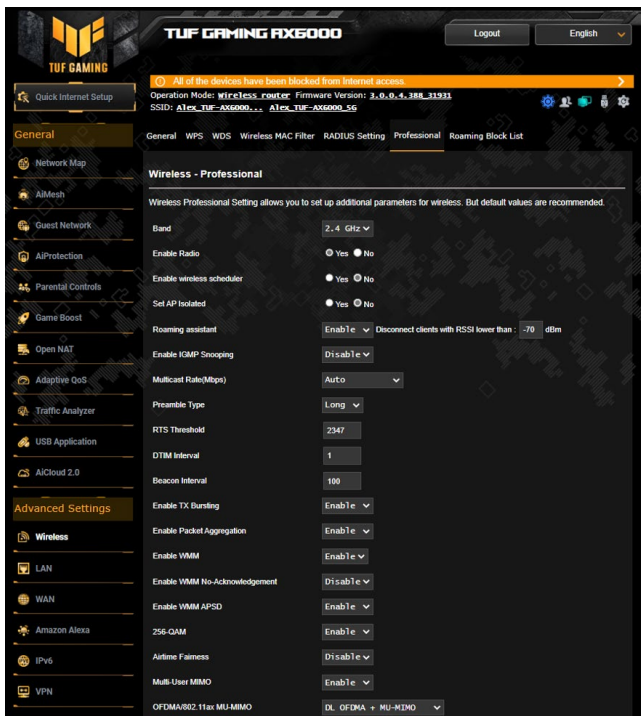 TUF GAMING AX6000
Logout
English
TUF GAMING
All of the devices have been blocked from Internet access.
Quick Internet Setup
Operation Mode: Wireless router Firmware Version: 3.0.0.4.388_31931
SSID: Alex_TUF-AX6000... Alex_TUF-AX6000_5G
General
General WPS WDS Wireless MAC Filter RADIUS Setting Professional Roaming Block List
Network Map
AiMesh
Guest Network
AiProtection
Parental Controls
Game Boost
Open NAT
Adaptive QoS
Traffic Analyzer
USB Application
AiCloud 2.0
Advanced Settings
Wireless
LAN
WAN
Amazon Alexa
IPv6
VPN
Wireless - Professional
Wireless Professional Setting allows you to set up additional parameters for wireless. But default values are recommended.
Band 2.4 GHz
Enable Radio Yes No
Enable wireless scheduler Yes No
Set AP Isolated Yes No
Roaming assistant Enable Disconnect clients with RSSI lower than : -70 dBm
Enable IGMP Snooping Disable
Multicast Rate(Mbps) Auto
Preamble Type Long
RTS Threshold 2347
DTIM Interval 1
Beacon Interval 100
Enable TX Bursting Enable
Enable Packet Aggregation Enable
Enable WMM Enable
Enable WMM No-Acknowledgement Disable
Enable WMM APSD Enable
256-QAM Enable
Airtime Fairness Disable
Multi-User MIMO Enable
OFDMA/802.11ax MU-MIMO DL OFDMA + MU-MIMO